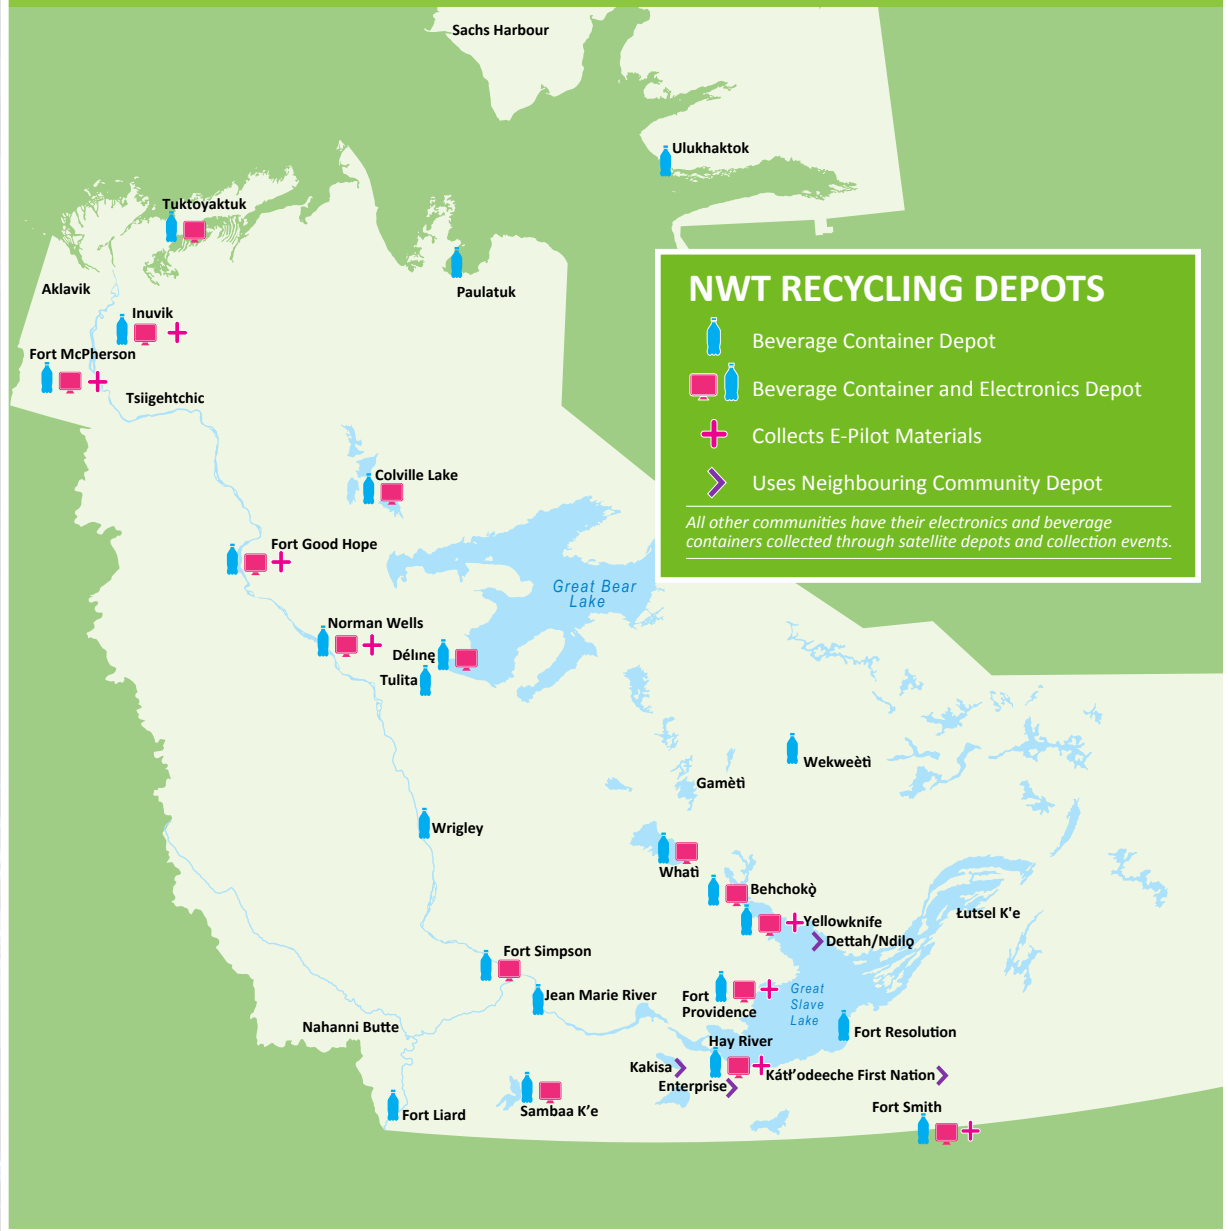 Sachs Harbour
Ulukhaktok
Tuktoyaktuk
Aklavik
Paulatuk
Inuvik
Fort McPherson
Tsiigehtchic
NWT RECYCLING DEPOTS
Beverage Container Depot
Beverage Container and Electronics Depot
Collects E-Pilot Materials
Uses Neighbouring Community Depot
All other communities have their electronics and beverage
containers collected through satellite depots and collection events.
Colville Lake
Fort Good Hope
Great Bear
Lake
Norman Wells
Délı̨nę
Tulita
Wekweètì
Gamètì
Wrigley
Whatì
Behchokǫ̀
Yellowknife
Łutsel K'e
Dettah/Ndilǫ
Fort Simpson
Jean Marie River
Fort
Providence
Great
Slave
Lake
Nahanni Butte
Fort Resolution
Hay River
Kakisa
Kátł'odeeche First Nation
Enterprise
Fort Liard
Sambaa K'e
Fort Smith